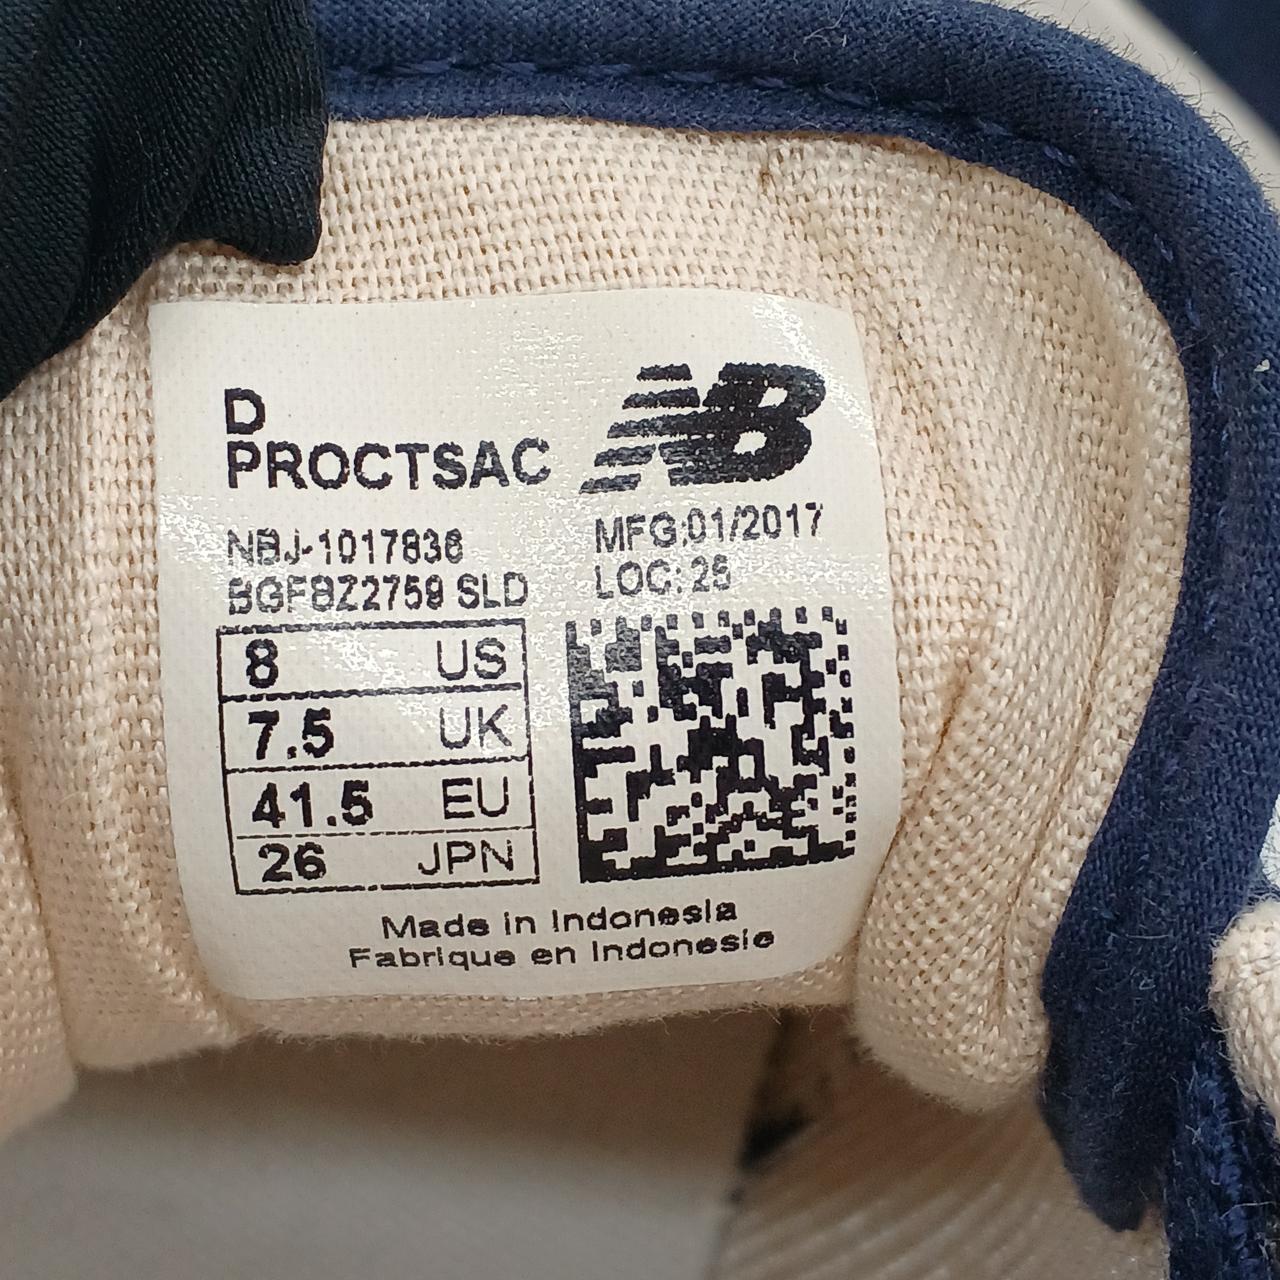 D
PROCTSAC
NB
NBJ-1017836
BGF8Z2759 SLD
MFG:01/2017
LOC: 25
8 US
7.5 UK
41.5 EU
26 JPN
Made in Indonesia
Fabrique en Indonesie